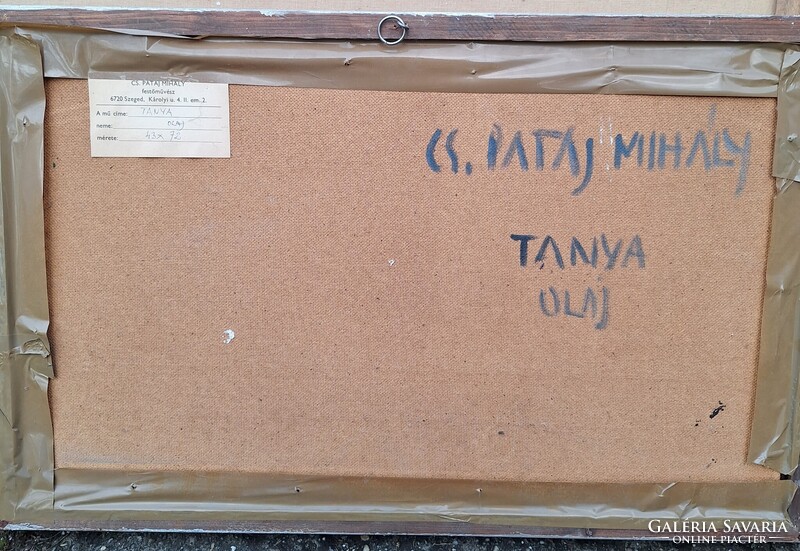 CS. PATAJ MIHÁLY
festőművész
6720 Szeged, Károlyi u. 4. II. em. 2.
A mű címe: TANYA
neme: OLAJ
mérete: 43x72
CS. PATAJ MIHÁLY
TANYA
OLAJ
GALÉRIA SAVARIA
ONLINE PIACTÉR